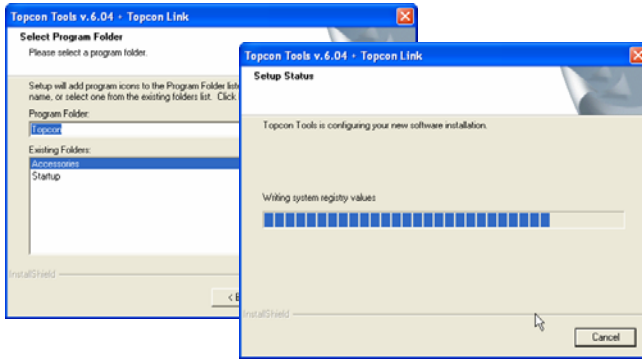 Topcon Tools v.6.04 + Topcon Link
Select Program Folder
Please select a program folder.
Setup will add program icons to the Program Folder
name, or select one from the existing folders list. Click
Program Folder:
Topcon
Existing Folders:
Accessories
Startup
InstallShield
Topcon Tools v.6.04 + Topcon Link
Setup Status
Topcon Tools is configuring your new software installation.
Writing system registry values
InstallShield
Cancel